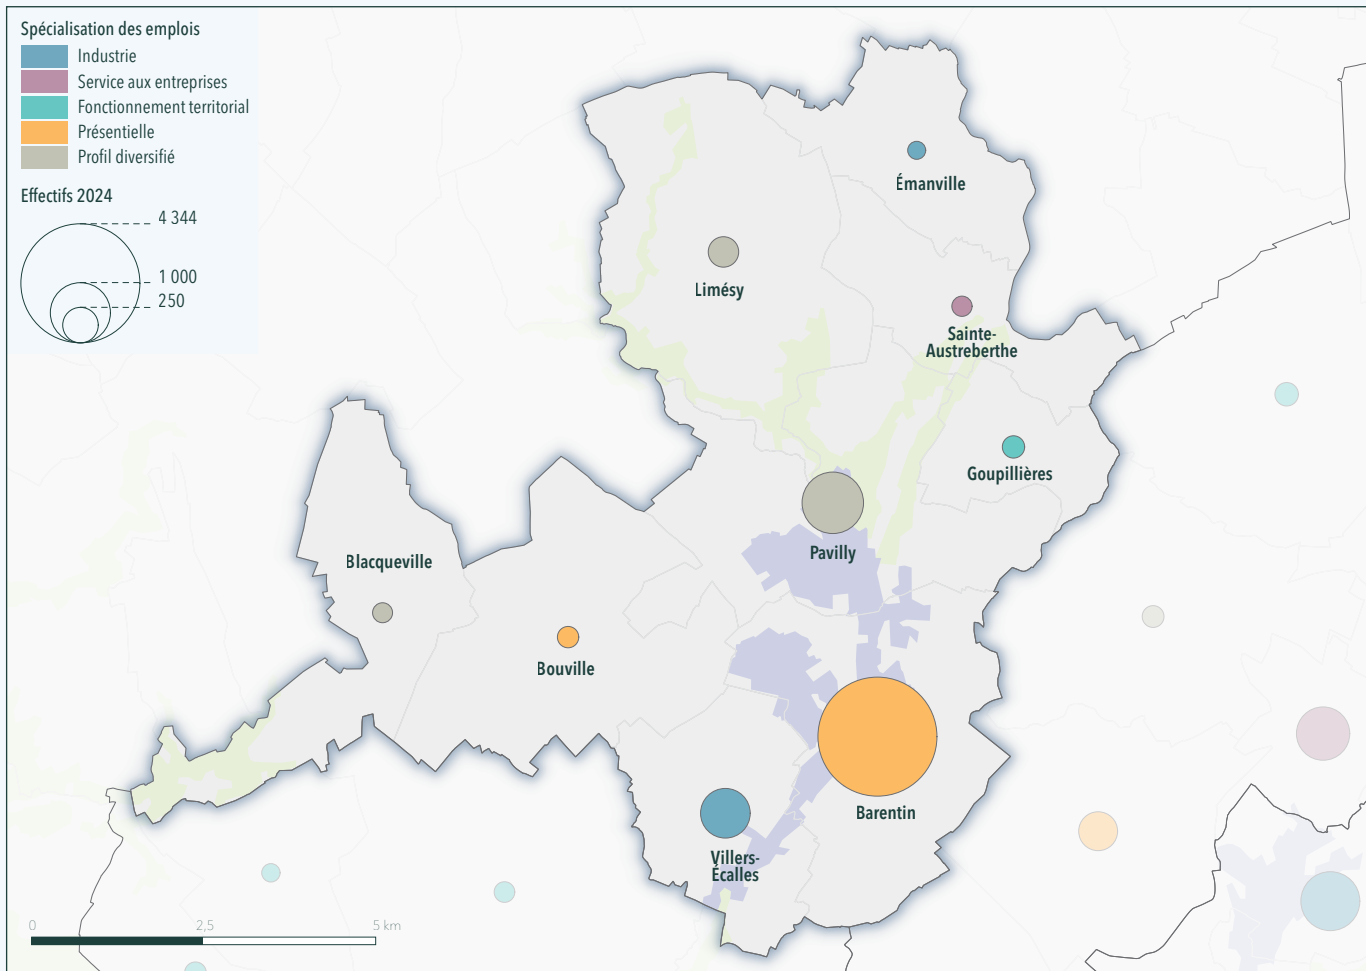 Spécialisation des emplois
Industrie
Service aux entreprises
Fonctionnement territorial
Présentielle
Profil diversifié
Effectifs 2024
4 344
1 000
250
Émanville
Limésy
Sainte-
Austreberthe
Goupillières
Pavilly
Blacqueville
Bouville
Barentin
Villers-
Écalles
0 2,5 5 km